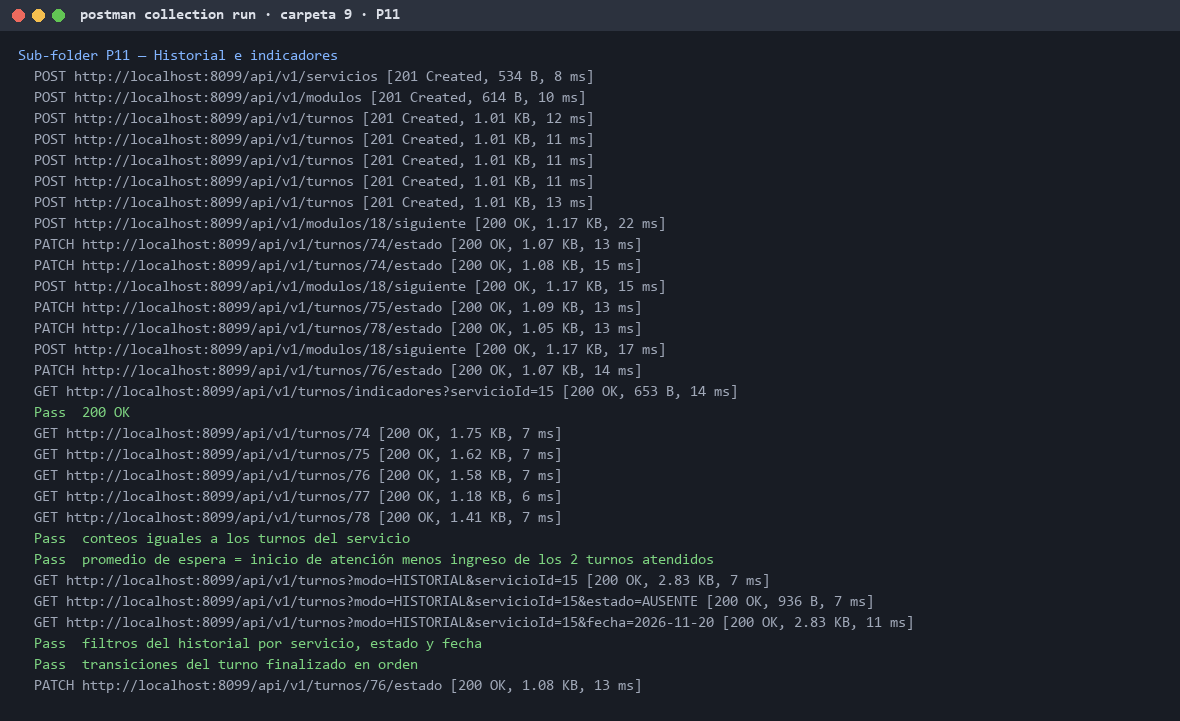 postman collection run · carpeta 9 · P11
Sub-folder P11 — Historial e indicadores
POST http://localhost:8099/api/v1/servicios [201 Created, 534 B, 8 ms]
POST http://localhost:8099/api/v1/modulos [201 Created, 614 B, 10 ms]
POST http://localhost:8099/api/v1/turnos [201 Created, 1.01 KB, 12 ms]
POST http://localhost:8099/api/v1/turnos [201 Created, 1.01 KB, 11 ms]
POST http://localhost:8099/api/v1/turnos [201 Created, 1.01 KB, 11 ms]
POST http://localhost:8099/api/v1/turnos [201 Created, 1.01 KB, 11 ms]
POST http://localhost:8099/api/v1/turnos [201 Created, 1.01 KB, 13 ms]
POST http://localhost:8099/api/v1/modulos/18/siguiente [200 OK, 1.17 KB, 22 ms]
PATCH http://localhost:8099/api/v1/turnos/74/estado [200 OK, 1.07 KB, 13 ms]
PATCH http://localhost:8099/api/v1/turnos/74/estado [200 OK, 1.08 KB, 15 ms]
POST http://localhost:8099/api/v1/modulos/18/siguiente [200 OK, 1.17 KB, 15 ms]
PATCH http://localhost:8099/api/v1/turnos/75/estado [200 OK, 1.09 KB, 13 ms]
PATCH http://localhost:8099/api/v1/turnos/78/estado [200 OK, 1.05 KB, 13 ms]
POST http://localhost:8099/api/v1/modulos/18/siguiente [200 OK, 1.17 KB, 17 ms]
PATCH http://localhost:8099/api/v1/turnos/76/estado [200 OK, 1.07 KB, 14 ms]
GET http://localhost:8099/api/v1/turnos/indicadores?servicioId=15 [200 OK, 653 B, 14 ms]
Pass  200 OK
GET http://localhost:8099/api/v1/turnos/74 [200 OK, 1.75 KB, 7 ms]
GET http://localhost:8099/api/v1/turnos/75 [200 OK, 1.62 KB, 7 ms]
GET http://localhost:8099/api/v1/turnos/76 [200 OK, 1.58 KB, 7 ms]
GET http://localhost:8099/api/v1/turnos/77 [200 OK, 1.18 KB, 6 ms]
GET http://localhost:8099/api/v1/turnos/78 [200 OK, 1.41 KB, 7 ms]
Pass  conteos iguales a los turnos del servicio
Pass  promedio de espera = inicio de atención menos ingreso de los 2 turnos atendidos
GET http://localhost:8099/api/v1/turnos?modo=HISTORIAL&servicioId=15 [200 OK, 2.83 KB, 7 ms]
GET http://localhost:8099/api/v1/turnos?modo=HISTORIAL&servicioId=15&estado=AUSENTE [200 OK, 936 B, 7 ms]
GET http://localhost:8099/api/v1/turnos?modo=HISTORIAL&servicioId=15&fecha=2026-11-20 [200 OK, 2.83 KB, 11 ms]
Pass  filtros del historial por servicio, estado y fecha
Pass  transiciones del turno finalizado en orden
PATCH http://localhost:8099/api/v1/turnos/76/estado [200 OK, 1.08 KB, 13 ms]